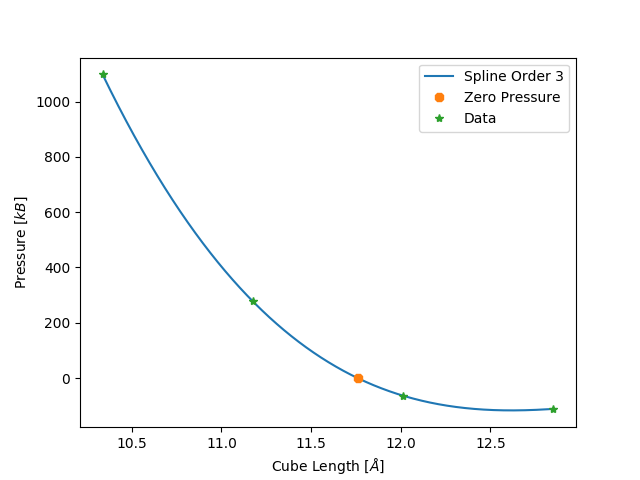 Spline Order 3
Zero Pressure
Data
1000
800
600
400
200
0
Pressure [kB]
10.5 11.0 11.5 12.0 12.5
Cube Length [Å]